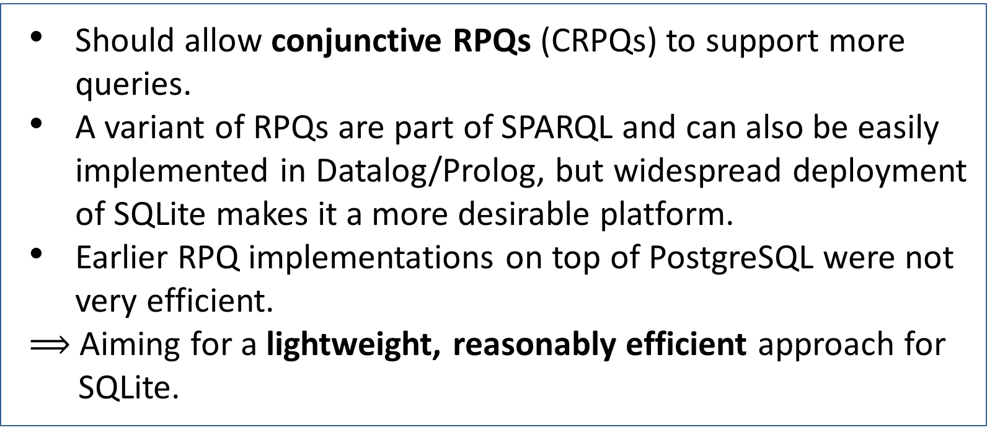 • Should allow conjunctive RPQs (CRPQs) to support more
queries.
• A variant of RPQs are part of SPARQL and can also be easily
implemented in Datalog/Prolog, but widespread deployment
of SQLite makes it a more desirable platform.
• Earlier RPQ implementations on top of PostgreSQL were not
very efficient.
⟹ Aiming for a lightweight, reasonably efficient approach for
SQLite.